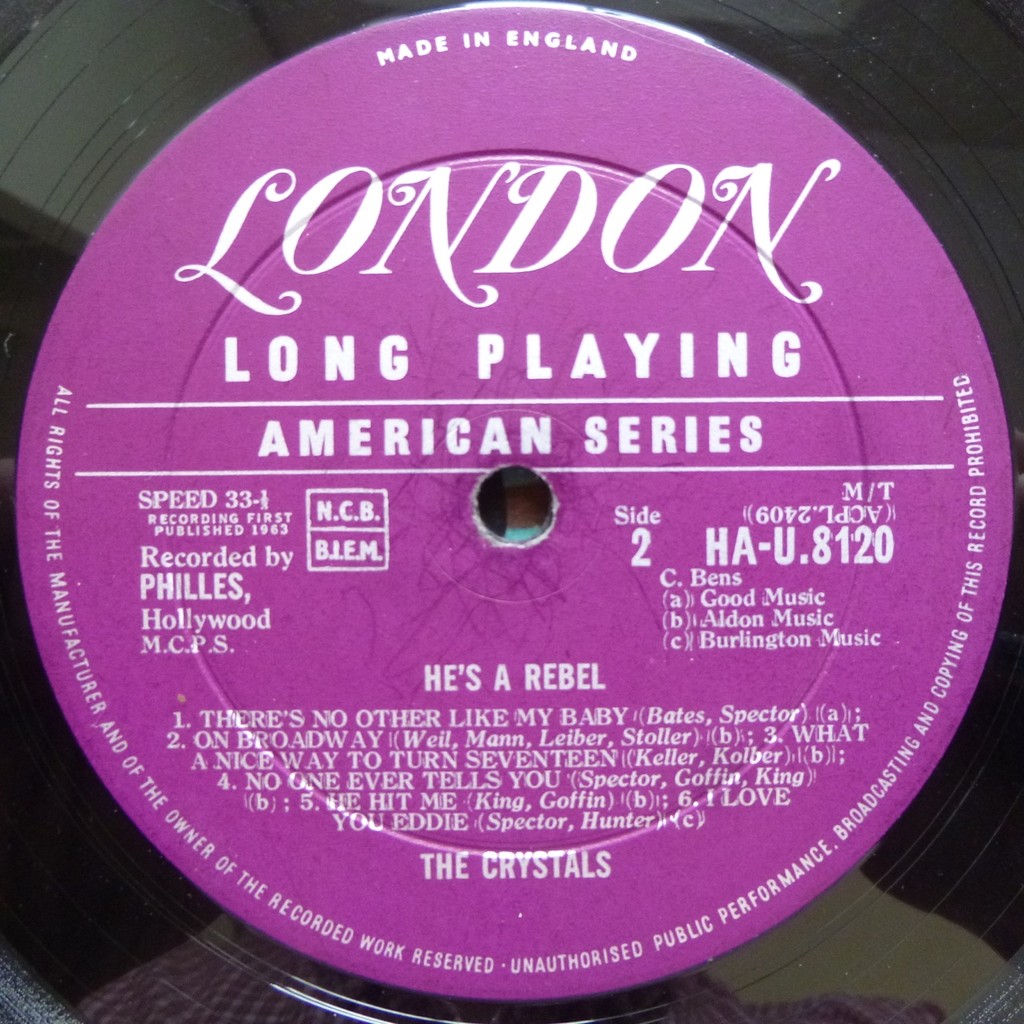 MADE IN ENGLAND
LONDON
LONG PLAYING
AMERICAN SERIES
SPEED 33-⅓
RECORDING FIRST
PUBLISHED 1963
Recorded by
PHILLES,
Hollywood
M.C.P.S.
N.C.B.
B.I.E.M.
Side
2
M/T
(ACPL.2409)
HA-U.8120
C. Bens
(a) Good Music
(b) Aldon Music
(c) Burlington Music
HE'S A REBEL
1. THERE'S NO OTHER LIKE MY BABY (Bates, Spector) (a);
2. ON BROADWAY (Weil, Mann, Leiber, Stoller) (b); 3. WHAT
A NICE WAY TO TURN SEVENTEEN (Keller, Kolber) (b);
4. NO ONE EVER TELLS YOU (Spector, Goffin, King)
(b); 5. HE HIT ME (King, Goffin) (b); 6. I LOVE
YOU EDDIE (Spector, Hunter) (c)
THE CRYSTALS
ALL RIGHTS OF THE MANUFACTURER AND OF THE OWNER OF THE RECORDED WORK RESERVED · UNAUTHORISED PUBLIC PERFORMANCE, BROADCASTING AND COPYING OF THIS RECORD PROHIBITED